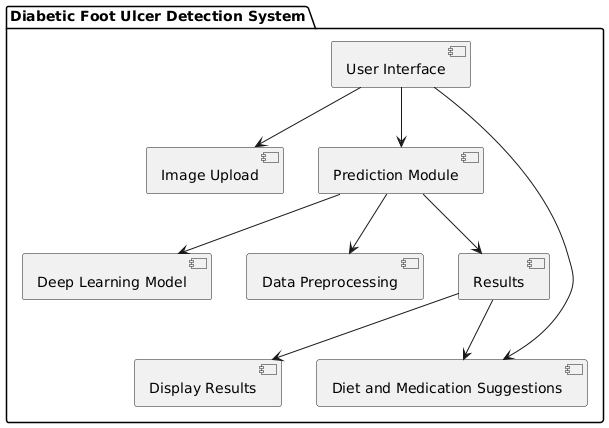 Diabetic Foot Ulcer Detection System
User Interface
Image Upload
Prediction Module
Deep Learning Model
Data Preprocessing
Results
Display Results
Diet and Medication Suggestions